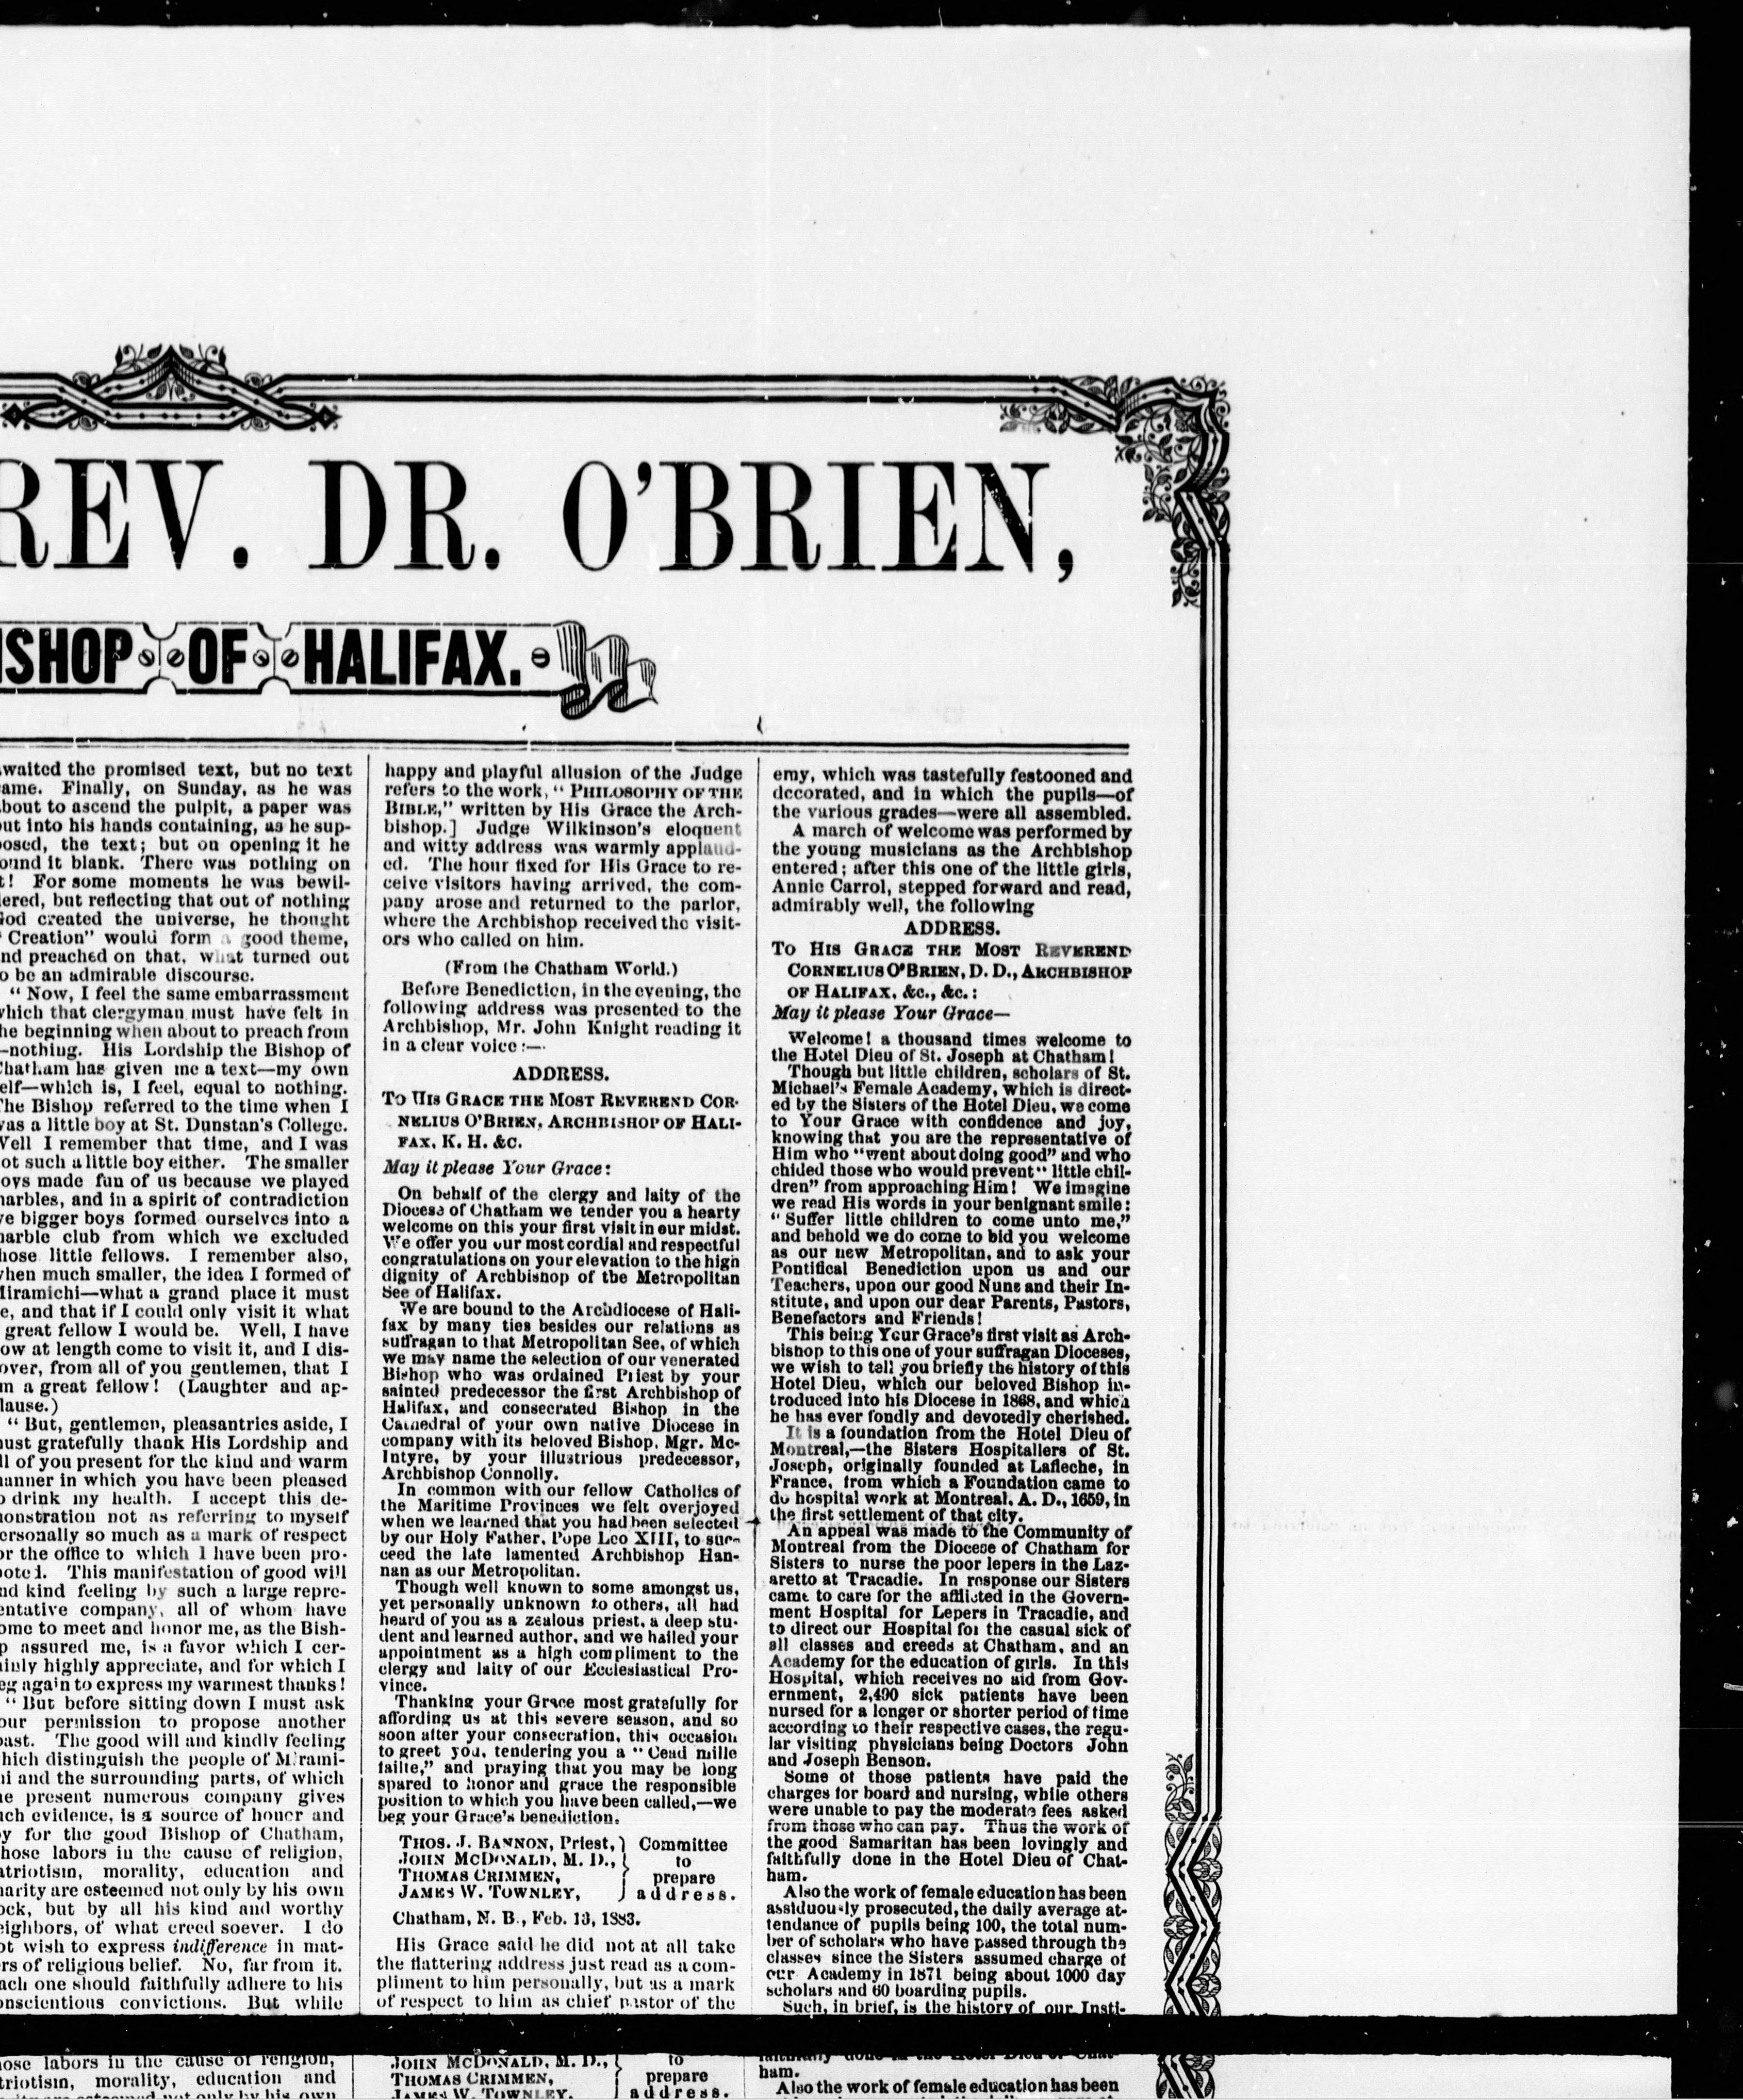 REV. DR. O'BRIEN,
ISHOP OF HALIFAX.
waited the promised text, but no text
ame. Finally, on Sunday, as he was
bout to ascend the pulpit, a paper was
ut into his hands containing, as he sup-
osed, the text; but on opening it he
ound it blank. There was nothing on
t! For some moments he was bewil-
ered, but reflecting that out of nothing
God created the universe, he thought
"Creation" would form a good theme,
nd preached on that, what turned out
o be an admirable discourse.
" Now, I feel the same embarrassment
which that clergyman must have felt in
he beginning when about to preach from
—nothing. His Lordship the Bishop of
Chatham has given me a text—my own
elf—which is, I feel, equal to nothing.
The Bishop referred to the time when I
was a little boy at St. Dunstan's College.
Well I remember that time, and I was
ot such a little boy either. The smaller
oys made fun of us because we played
marbles, and in a spirit of contradiction
we bigger boys formed ourselves into a
marble club from which we excluded
hose little fellows. I remember also,
when much smaller, the idea I formed of
Miramichi—what a grand place it must
e, and that if I could only visit it what
great fellow I would be. Well, I have
ow at length come to visit it, and I dis-
over, from all of you gentlemen, that I
m a great fellow! (Laughter and ap-
lause.)
" But, gentlemen, pleasantries aside, I
must gratefully thank His Lordship and
ll of you present for the kind and warm
manner in which you have been pleased
o drink my health. I accept this de-
monstration not as referring to myself
ersonally so much as a mark of respect
or the office to which I have been pro-
oted. This manifestation of good will
nd kind feeling by such a large repre-
entative company, all of whom have
ome to meet and honor me, as the Bish-
p assured me, is a favor which I cer-
ainly highly appreciate, and for which I
eg again to express my warmest thanks!
" But before sitting down I must ask
our permission to propose another
oast. The good will and kindly feeling
hich distinguish the people of Mirami-
hi and the surrounding parts, of which
he present numerous company gives
uch evidence, is a source of honor and
y for the good Bishop of Chatham,
hose labors in the cause of religion,
atriotism, morality, education and
harity are esteemed not only by his own
ock, but by all his kind and worthy
eighbors, of what creed soever. I do
ot wish to express indifference in mat-
rs of religious belief. No, far from it.
ach one should faithfully adhere to his
onscientious convictions. But while
happy and playful allusion of the Judge
refers to the work, " PHILOSOPHY OF THE
BIBLE," written by His Grace the Arch-
bishop.] Judge Wilkinson's eloquent
and witty address was warmly applaud-
ed. The hour fixed for His Grace to re-
ceive visitors having arrived, the com-
pany arose and returned to the parlor,
where the Archbishop received the visit-
ors who called on him.
(From the Chatham World.)
Before Benediction, in the evening, the
following address was presented to the
Archbishop, Mr. John Knight reading it
in a clear voice :—
ADDRESS.
TO HIS GRACE THE MOST REVEREND COR-
NELIUS O'BRIEN, ARCHBISHOP OF HALI-
FAX, K. H. &C.
May it please Your Grace:
On behalf of the clergy and laity of the
Diocese of Chatham we tender you a hearty
welcome on this your first visit in our midst.
We offer you our most cordial and respectful
congratulations on your elevation to the high
dignity of Archbishop of the Metropolitan
See of Halifax.
We are bound to the Archdiocese of Hali-
fax by many ties besides our relations as
suffragan to that Metropolitan See, of which
we may name the selection of our venerated
Bishop who was ordained Priest by your
sainted predecessor the first Archbishop of
Halifax, and consecrated Bishop in the
Cathedral of your own native Diocese in
company with its beloved Bishop, Mgr. Mc-
Intyre, by your illustrious predecessor,
Archbishop Connolly.
In common with our fellow Catholics of
the Maritime Provinces we felt overjoyed
when we learned that you had been selected
by our Holy Father, Pope Leo XIII, to suc-
ceed the late lamented Archbishop Han-
nan as our Metropolitan.
Though well known to some amongst us,
yet personally unknown to others, all had
heard of you as a zealous priest, a deep stu-
dent and learned author, and we hailed your
appointment as a high compliment to the
clergy and laity of our Ecclesiastical Pro-
vince.
Thanking your Grace most gratefully for
affording us at this severe season, and so
soon after your consecration, this occasion
to greet you, tendering you a " Cead mille
failte," and praying that you may be long
spared to honor and grace the responsible
position to which you have been called,—we
beg your Grace's benediction.
THOS. J. BANNON, Priest, Committee
JOHN MCDONALD, M. D., to
THOMAS CRIMMEN, prepare
JAMES W. TOWNLEY, address.
Chatham, N. B., Feb. 13, 1883.
His Grace said he did not at all take
the flattering address just read as a com-
pliment to him personally, but as a mark
of respect to him as chief pastor of the
emy, which was tastefully festooned and
decorated, and in which the pupils—of
the various grades—were all assembled.
A march of welcome was performed by
the young musicians as the Archbishop
entered; after this one of the little girls,
Annie Carrol, stepped forward and read,
admirably well, the following
ADDRESS.
TO HIS GRACE THE MOST REVEREND
CORNELIUS O'BRIEN, D. D., ARCHBISHOP
OF HALIFAX, &c., &c. :
May it please Your Grace—
Welcome! a thousand times welcome to
the Hotel Dieu of St. Joseph at Chatham!
Though but little children, scholars of St.
Michael's Female Academy, which is direct-
ed by the Sisters of the Hotel Dieu, we come
to Your Grace with confidence and joy,
knowing that you are the representative of
Him who "went about doing good" and who
chided those who would prevent " little chil-
dren" from approaching Him! We imagine
we read His words in your benignant smile:
" Suffer little children to come unto me,"
and behold we do come to bid you welcome
as our new Metropolitan, and to ask your
Pontifical Benediction upon us and our
Teachers, upon our good Nuns and their In-
stitute, and upon our dear Parents, Pastors,
Benefactors and Friends!
This being Your Grace's first visit as Arch-
bishop to this one of your suffragan Dioceses,
we wish to tell you briefly the history of this
Hotel Dieu, which our beloved Bishop in-
troduced into his Diocese in 1868, and which
he has ever fondly and devotedly cherished.
It is a foundation from the Hotel Dieu of
Montreal,—the Sisters Hospitallers of St.
Joseph, originally founded at Lafleche, in
France, from which a Foundation came to
do hospital work at Montreal, A. D., 1659, in
the first settlement of that city.
An appeal was made to the Community of
Montreal from the Diocese of Chatham for
Sisters to nurse the poor lepers in the Laz-
aretto at Tracadie. In response our Sisters
came to care for the afflicted in the Govern-
ment Hospital for Lepers in Tracadie, and
to direct our Hospital for the casual sick of
all classes and creeds at Chatham, and an
Academy for the education of girls. In this
Hospital, which receives no aid from Gov-
ernment, 2,490 sick patients have been
nursed for a longer or shorter period of time
according to their respective cases, the regu-
lar visiting physicians being Doctors John
and Joseph Benson.
Some of those patients have paid the
charges for board and nursing, while others
were unable to pay the moderate fees asked
from those who can pay. Thus the work of
the good Samaritan has been lovingly and
faithfully done in the Hotel Dieu of Chat-
ham.
Also the work of female education has been
assiduously prosecuted, the daily average at-
tendance of pupils being 100, the total num-
ber of scholars who have passed through the
classes since the Sisters assumed charge of
our Academy in 1871 being about 1000 day
scholars and 60 boarding pupils.
Such, in brief, is the history of our Insti-
hose labors in the cause of religion,
triotism, morality, education and
not only by his own
JOHN MCDONALD, M. D., to
THOMAS CRIMMEN, prepare
JAMES W. TOWNLEY, address.
ham.
Also the work of female education has been